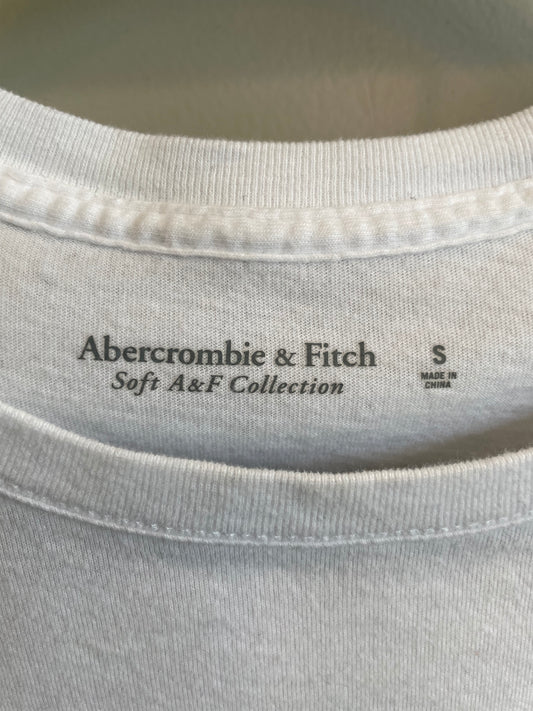 Abercrombie & Fitch
Soft A&F Collection
S
MADE IN
CHINA